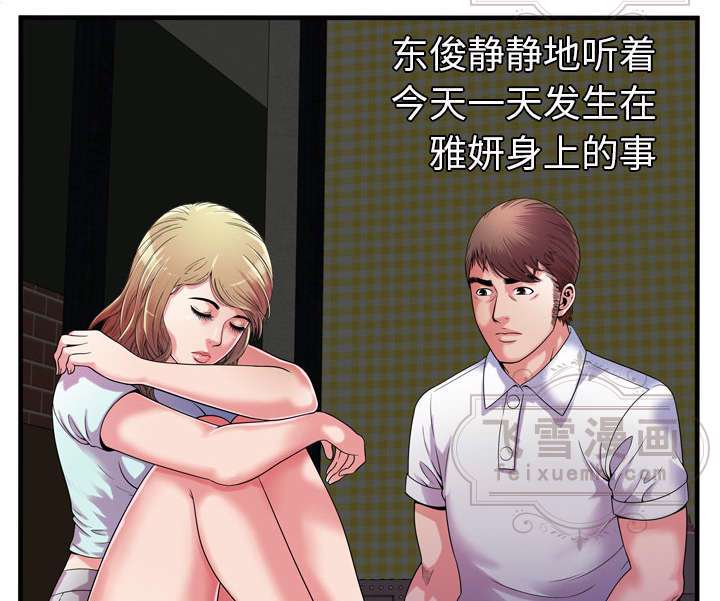 东俊静静地听着
今天一天发生在
雅妍身上的事
飞雪漫画